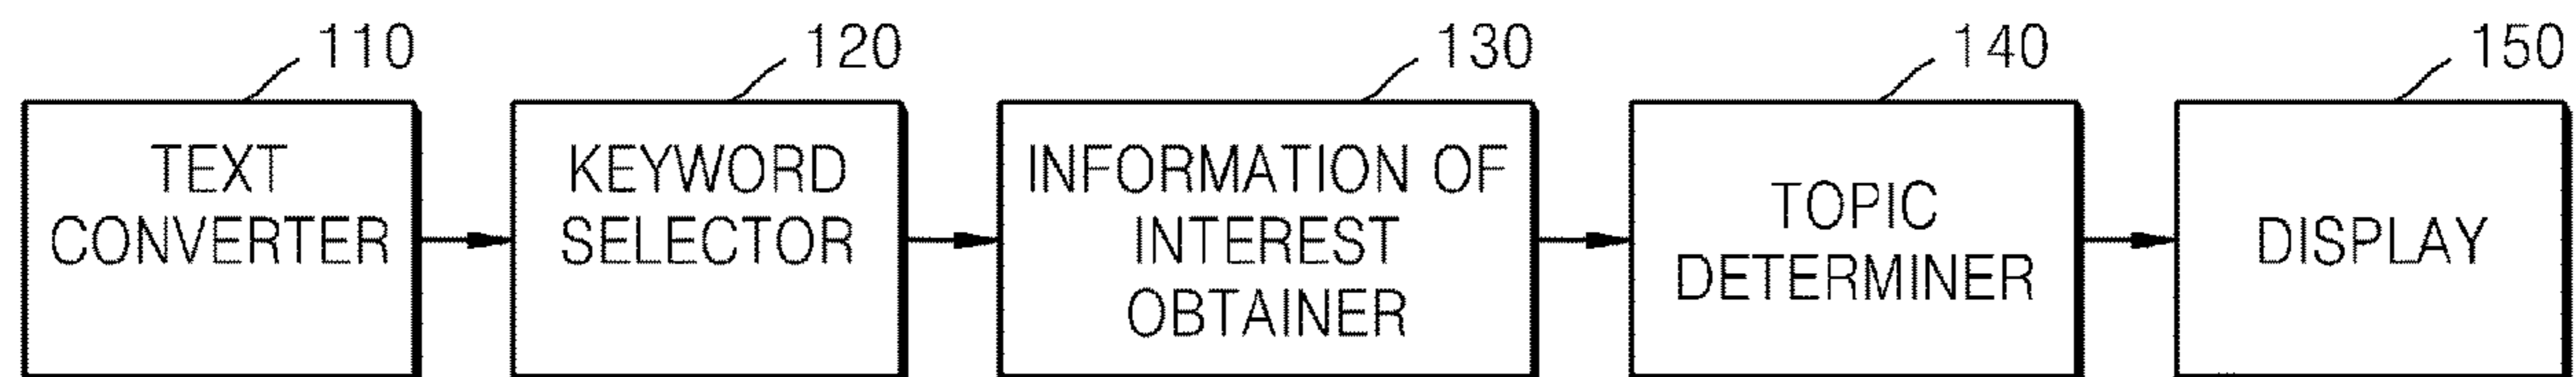 110
120
130
140
150
TEXT
CONVERTER
KEYWORD
SELECTOR
INFORMATION OF
INTEREST
OBTAINER
TOPIC
DETERMINER
DISPLAY